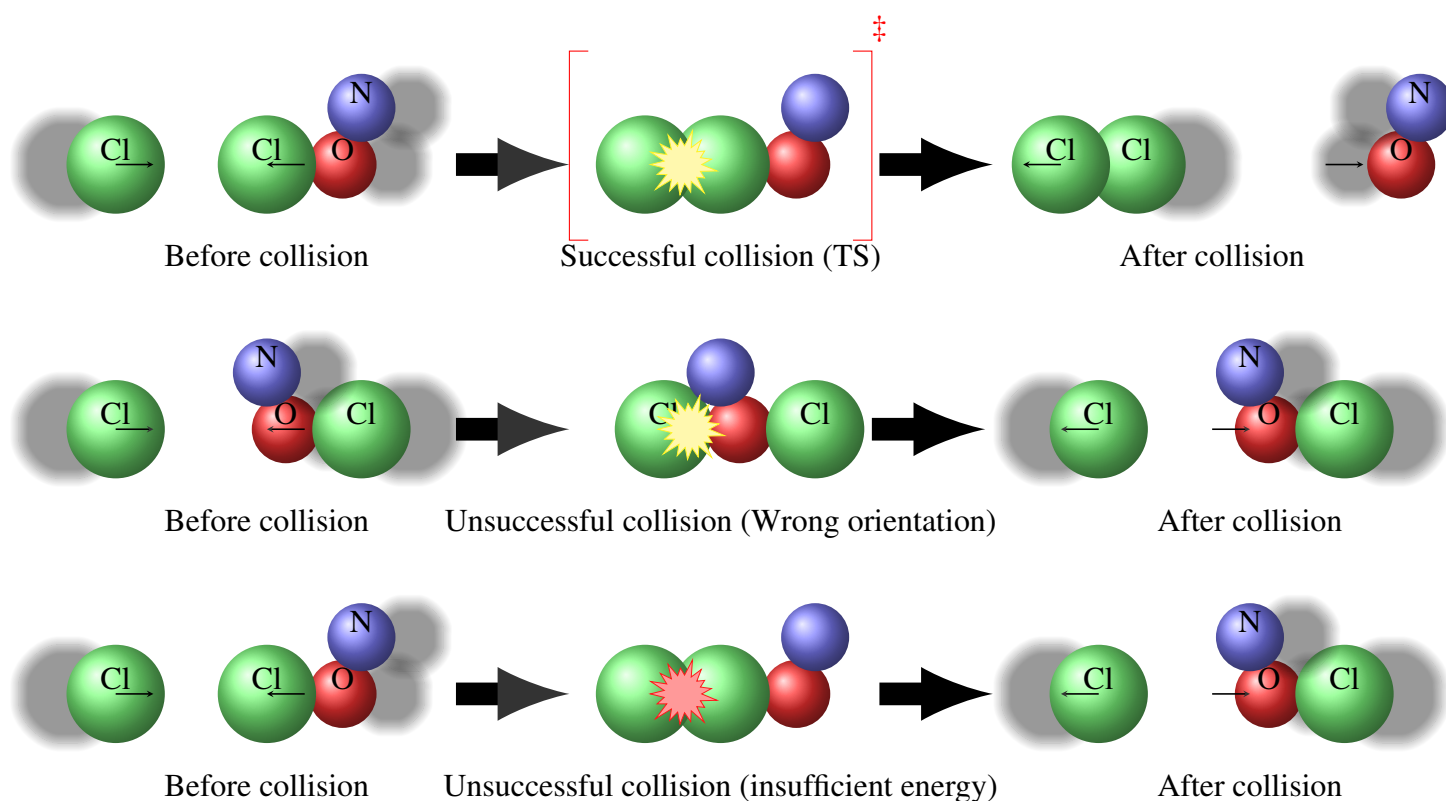 ‡
N
Cl Cl O Cl Cl N O
Before collision Successful collision (TS) After collision
N N
Cl O Cl Cl Cl Cl O Cl
Before collision Unsuccessful collision (Wrong orientation) After collision
N N
Cl Cl O Cl O Cl
Before collision Unsuccessful collision (insufficient energy) After collision